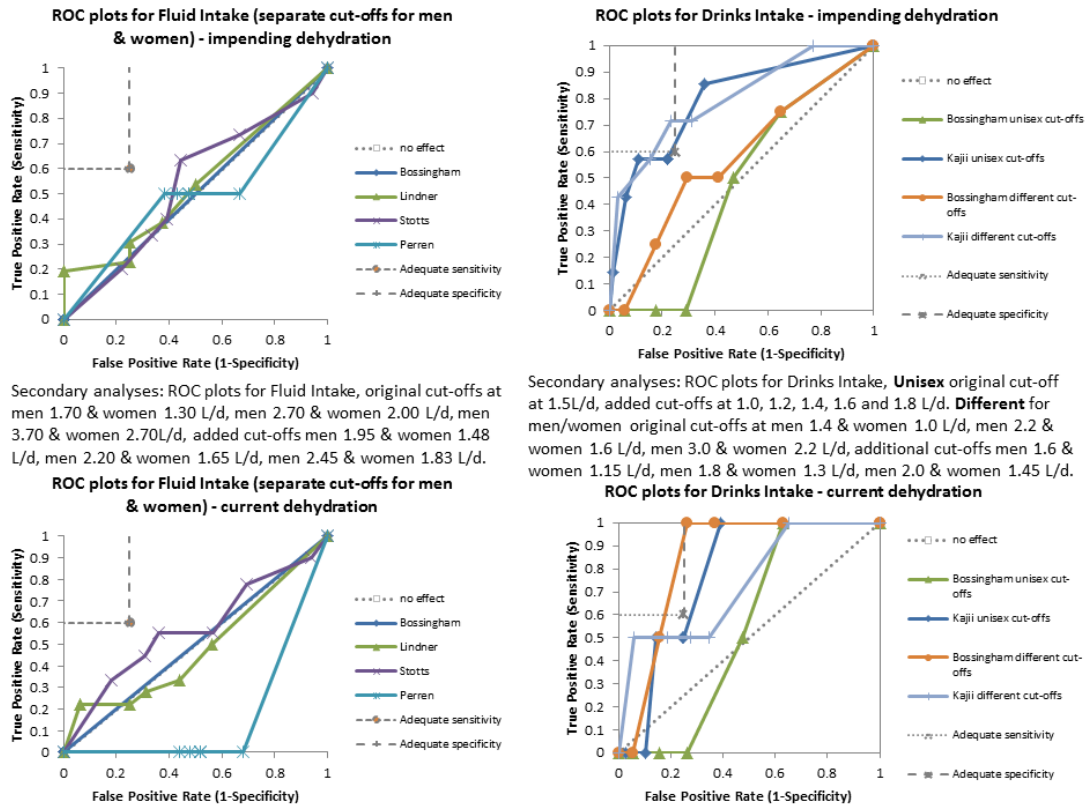 ROC plots for Fluid Intake (separate cut-offs for men
& women) - impending dehydration
True Positive Rate (Sensitivity)
1
0.9
0.8
0.7
0.6
0.5
0.4
0.3
0.2
0.1
0
0 0.2 0.4 0.6 0.8 1
False Positive Rate (1-Specificity)
no effect
Bossingham
Lindner
Stotts
Perren
Adequate sensitivity
Adequate specificity
Secondary analyses: ROC plots for Fluid Intake, original cut-offs at
men 1.70 & women 1.30 L/d, men 2.70 & women 2.00 L/d, men
3.70 & women 2.70L/d, added cut-offs men 1.95 & women 1.48
L/d, men 2.20 & women 1.65 L/d, men 2.45 & women 1.83 L/d.
ROC plots for Drinks Intake - impending dehydration
True Positive Rate (Sensitivity)
1
0.9
0.8
0.7
0.6
0.5
0.4
0.3
0.2
0.1
0
0 0.2 0.4 0.6 0.8 1
False Positive Rate (1-Specificity)
no effect
Bossingham unisex cut-offs
Kajii unisex cut-offs
Bossingham different cut-
offs
Kajii different cut-offs
Adequate sensitivity
Adequate specificity
Secondary analyses: ROC plots for Drinks Intake, Unisex original cut-off
at 1.5L/d, added cut-offs at 1.0, 1.2, 1.4, 1.6 and 1.8 L/d. Different for
men/women original cut-offs at men 1.4 & women 1.0 L/d, men 2.2 &
women 1.6 L/d, men 3.0 & women 2.2 L/d, additional cut-offs men 1.6 &
women 1.15 L/d, men 1.8 & women 1.3 L/d, men 2.0 & women 1.45 L/d.
ROC plots for Fluid Intake (separate cut-offs for men
& women) - current dehydration
True Positive Rate (Sensitivity)
1
0.9
0.8
0.7
0.6
0.5
0.4
0.3
0.2
0.1
0
0 0.2 0.4 0.6 0.8 1
False Positive Rate (1-Specificity)
no effect
Bossingham
Lindner
Stotts
Perren
Adequate sensitivity
Adequate specificity
ROC plots for Drinks Intake - current dehydration
True Positive Rate (Sensitivity)
1
0.9
0.8
0.7
0.6
0.5
0.4
0.3
0.2
0.1
0
0 0.2 0.4 0.6 0.8 1
False Positive Rate (1-Specificity)
no effect
Bossingham unisex cut-
offs
Kajii unisex cut-offs
Bossingham different cut-
offs
Kajii different cut-offs
Adequate sensitivity
Adequate specificity